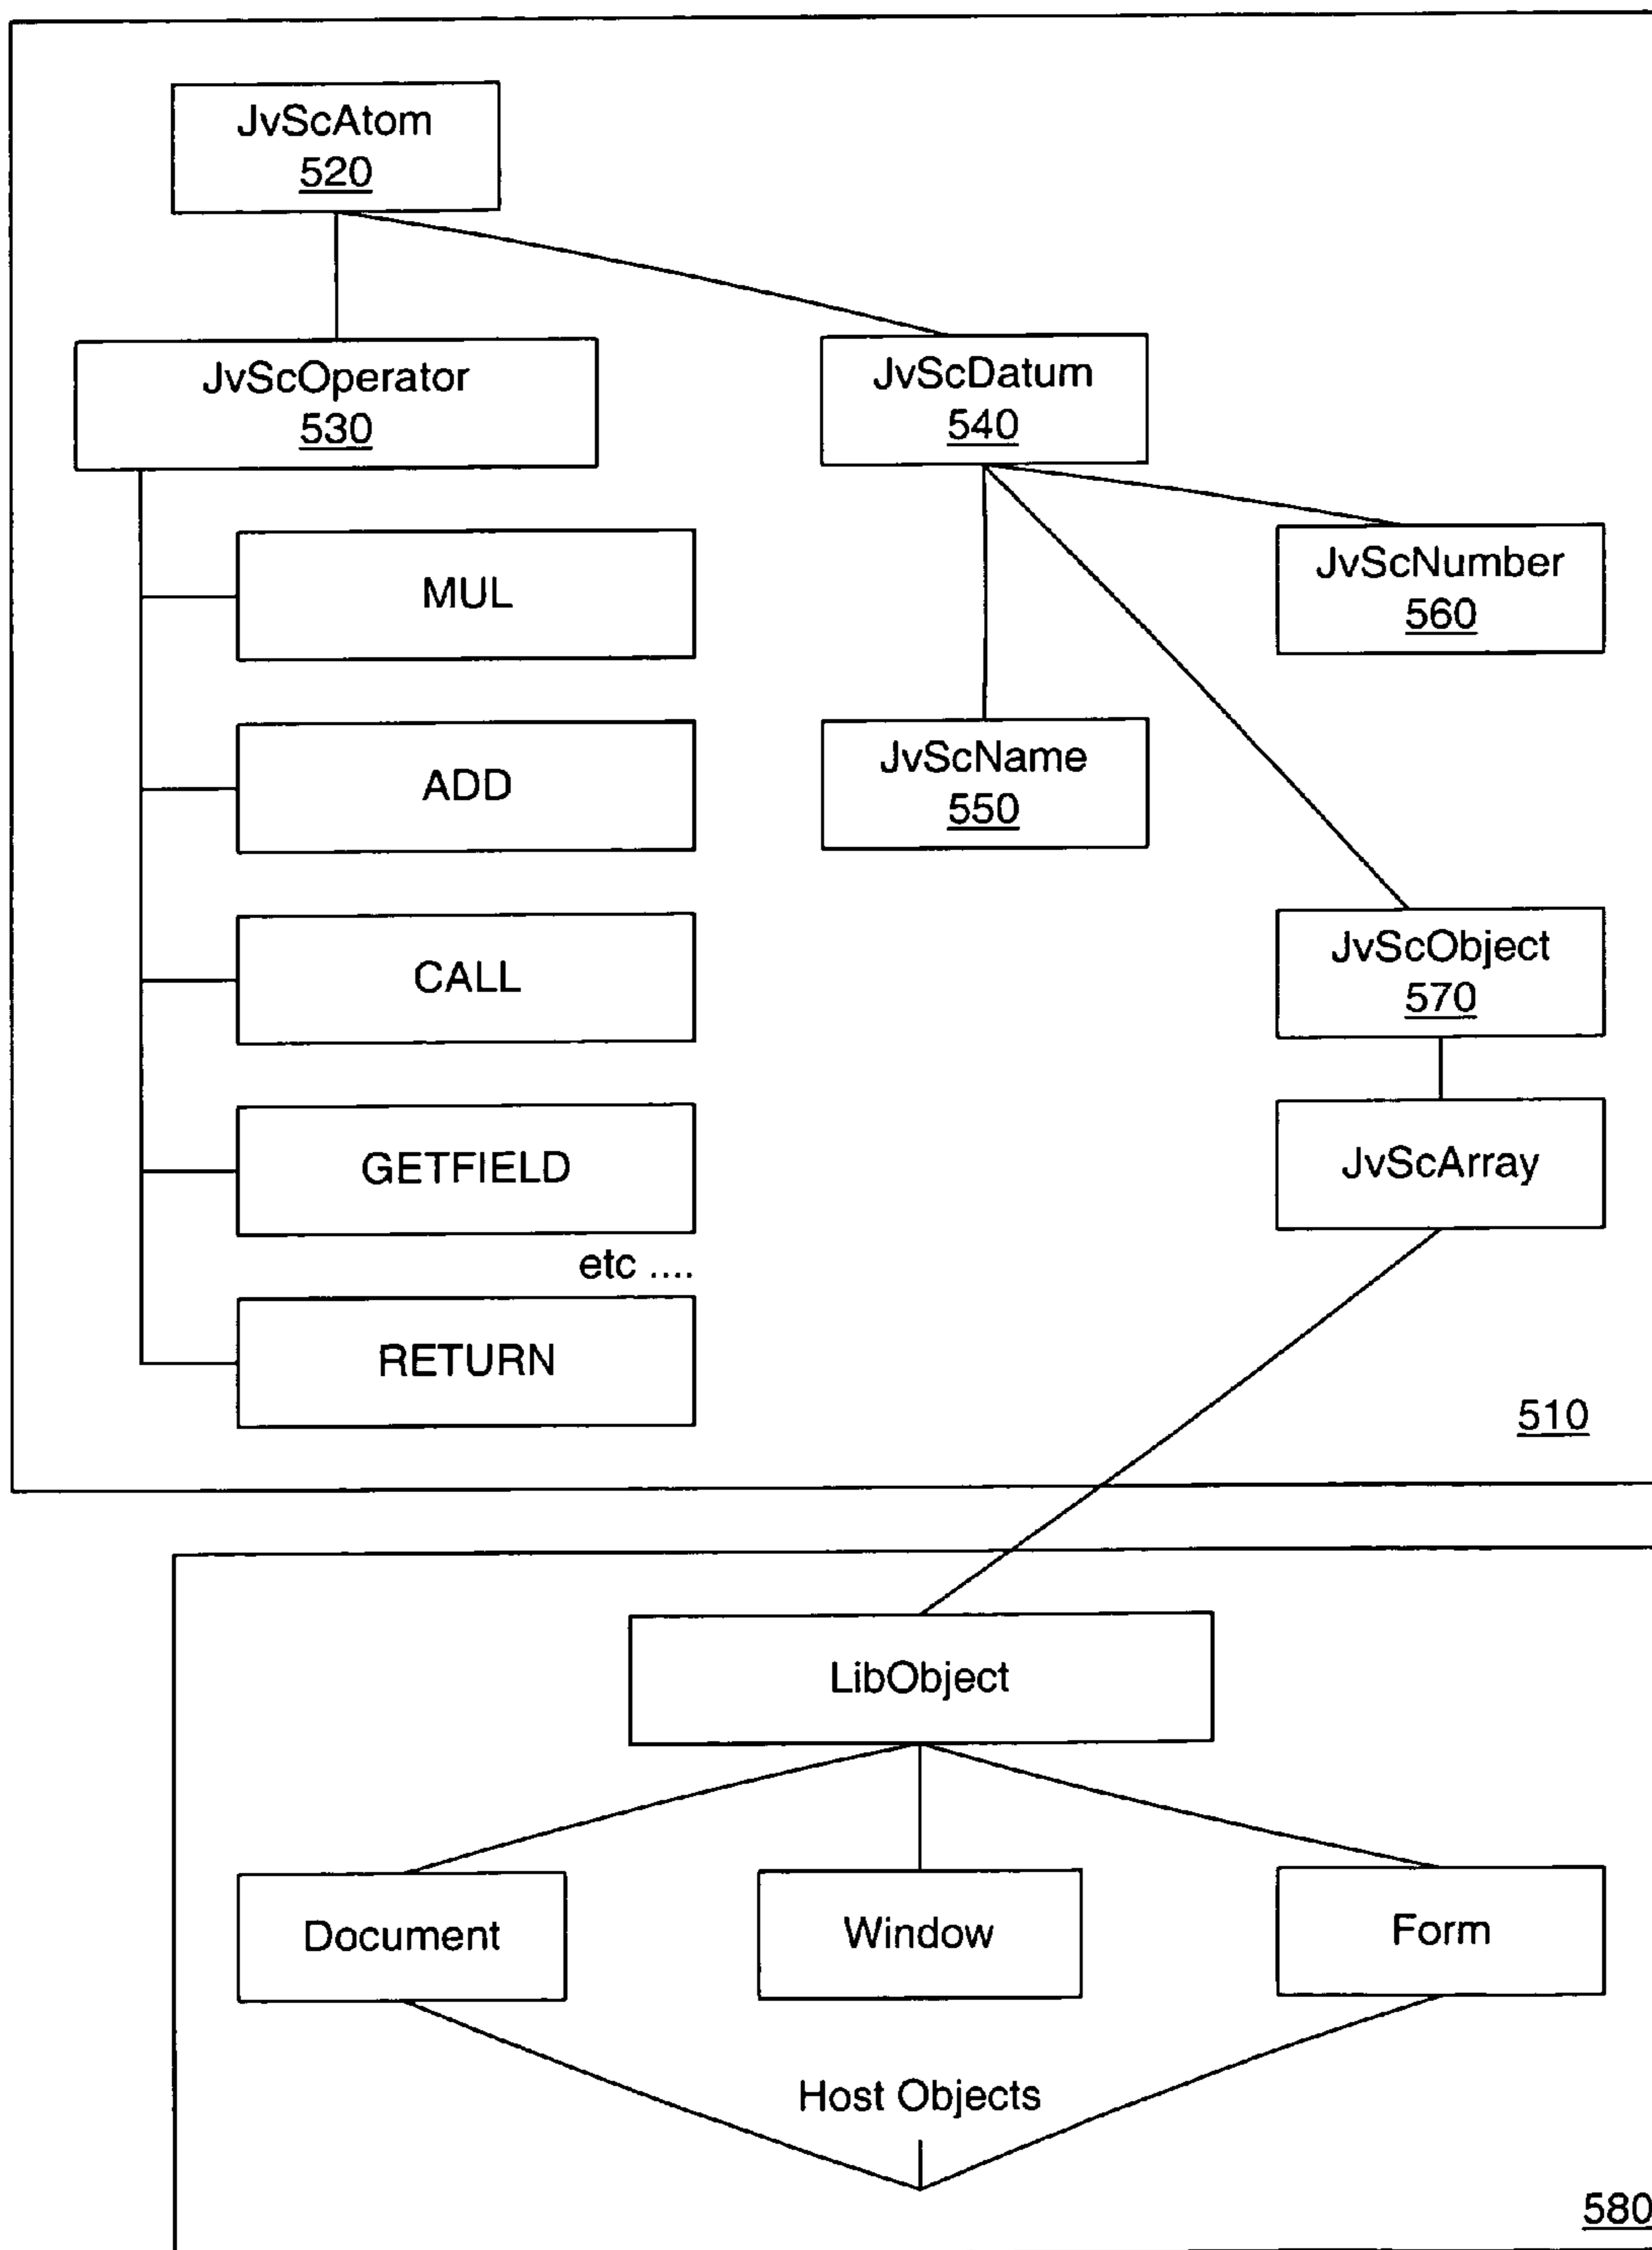 JvScAtom
520
JvScOperator
530
JvScDatum
540
MUL
JvScNumber
560
ADD
JvScName
550
CALL
JvScObject
570
GETFIELD
JvScArray
etc ....
RETURN
510
LibObject
Document
Window
Form
Host Objects
580